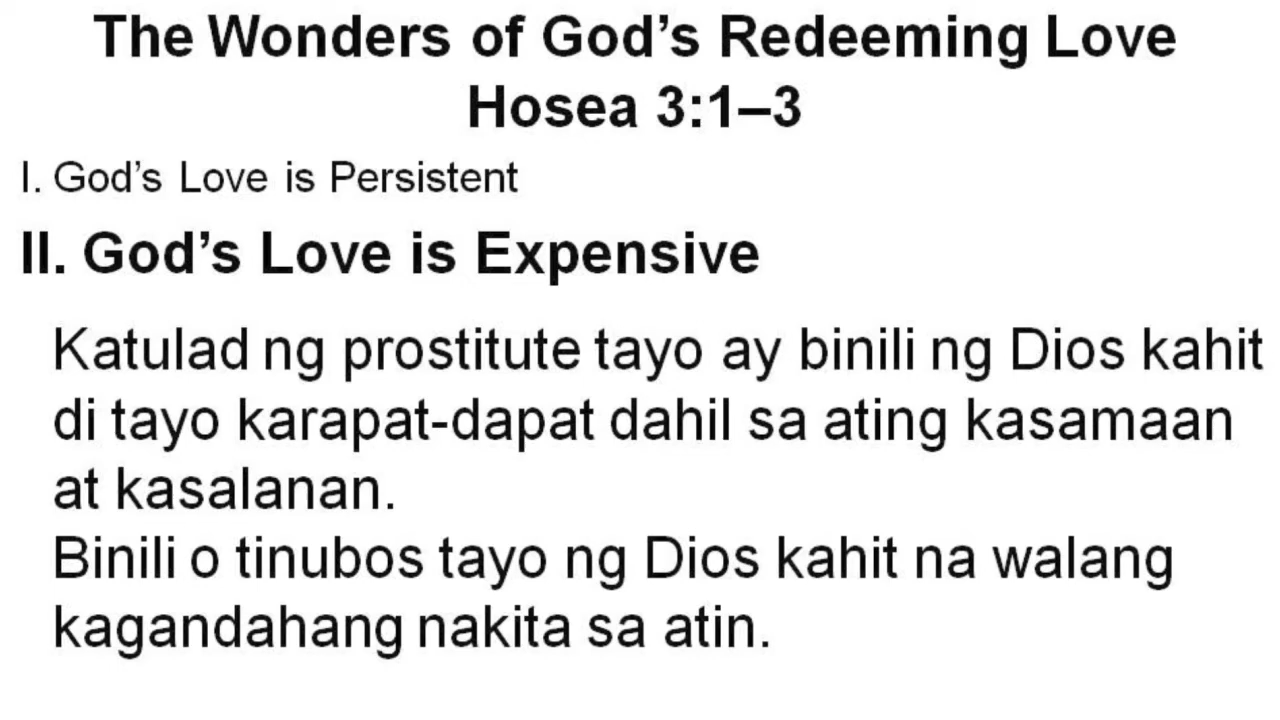 The Wonders of God’s Redeeming Love
Hosea 3:1–3
I. God’s Love is Persistent
II. God’s Love is Expensive
Katulad ng prostitute tayo ay binili ng Dios kahit
di tayo karapat-dapat dahil sa ating kasamaan
at kasalanan.
Binili o tinubos tayo ng Dios kahit na walang
kagandahang nakita sa atin.